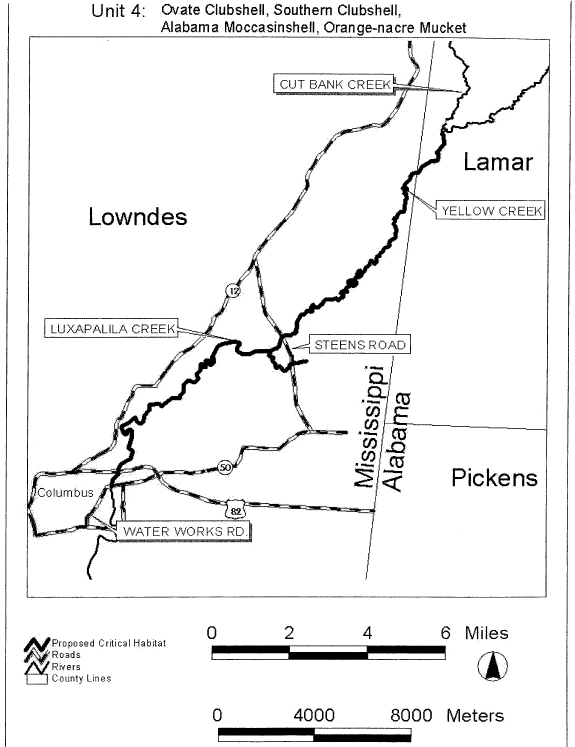 Unit 4: Ovate Clubshell, Southern Clubshell,
Alabama Moccasinshell, Orange-nacre Mucket
CUT BANK CREEK
Lamar
YELLOW CREEK
Lowndes
12
LUXAPALILA CREEK
STEENS ROAD
Mississippi
Alabama
50
Pickens
Columbus
82
WATER WORKS RD.
Proposed Critical Habitat
Roads
Rivers
County Lines
0 2 4 6 Miles
0 4000 8000 Meters